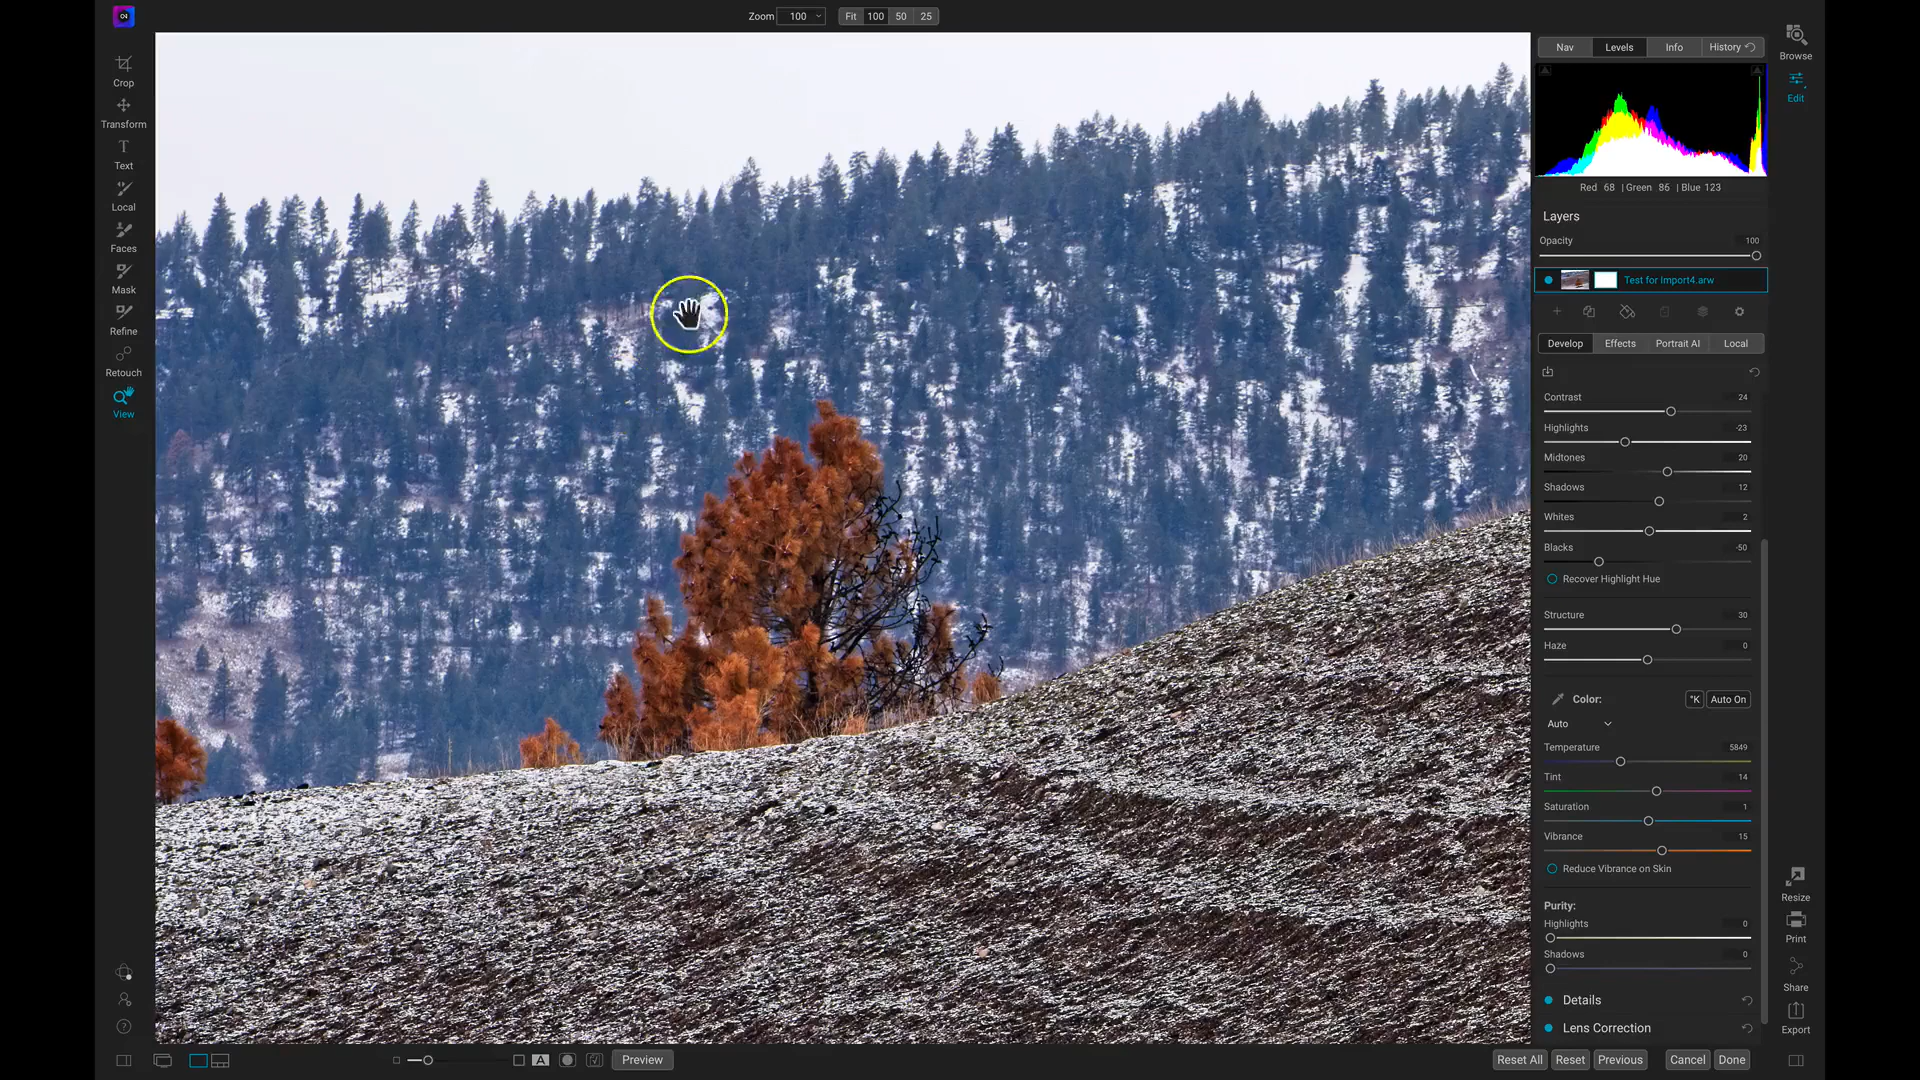 Zoom 100 Fit 100 50 25
Crop
Transform
Text
Local
Faces
Mask
Refine
Retouch
View
Preview
Nav Levels Info History
Red 68 | Green 86 | Blue 123
Layers
Opacity 100
Test for Import4.arw
Develop Effects Portrait AI Local
Contrast 24
Highlights -23
Midtones 20
Shadows 12
Whites 2
Blacks -50
Recover Highlight Hue
Structure 30
Haze 0
Color: °K Auto On
Auto
Temperature 5849
Tint 14
Saturation 1
Vibrance 15
Reduce Vibrance on Skin
Purity:
Highlights 0
Shadows 0
Details
Lens Correction
Reset All Reset Previous Cancel Done
Browse
Edit
Resize
Print
Share
Export
A
?